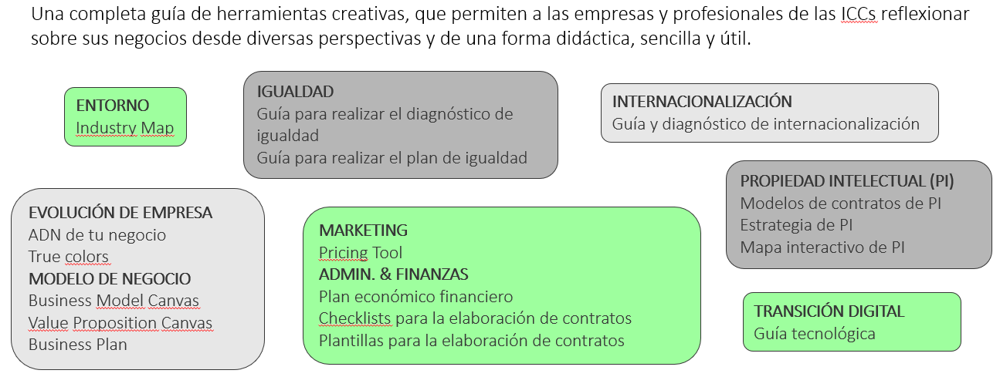 Una completa guía de herramientas creativas, que permiten a las empresas y profesionales de las ICCs reflexionar
sobre sus negocios desde diversas perspectivas y de una forma didáctica, sencilla y útil.
ENTORNO
Industry Map
IGUALDAD
Guía para realizar el diagnóstico de
igualdad
Guía para realizar el plan de igualdad
INTERNACIONALIZACIÓN
Guía y diagnóstico de internacionalización
EVOLUCIÓN DE EMPRESA
ADN de tu negocio
True colors
MODELO DE NEGOCIO
Business Model Canvas
Value Proposition Canvas
Business Plan
MARKETING
Pricing Tool
ADMIN. & FINANZAS
Plan económico financiero
Checklists para la elaboración de contratos
Plantillas para la elaboración de contratos
PROPIEDAD INTELECTUAL (PI)
Modelos de contratos de PI
Estrategia de PI
Mapa interactivo de PI
TRANSICIÓN DIGITAL
Guía tecnológica